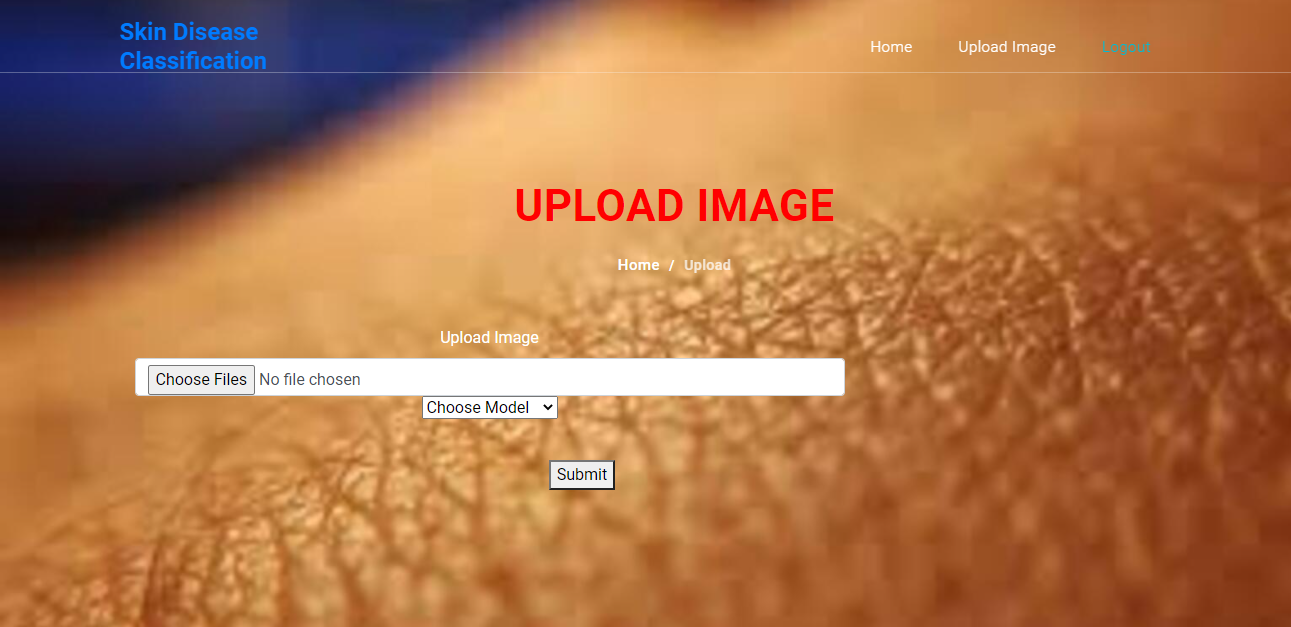 Skin Disease
Classification
Home Upload Image Logout
UPLOAD IMAGE
Home / Upload
Upload Image
Choose Files No file chosen
Choose Model
Submit